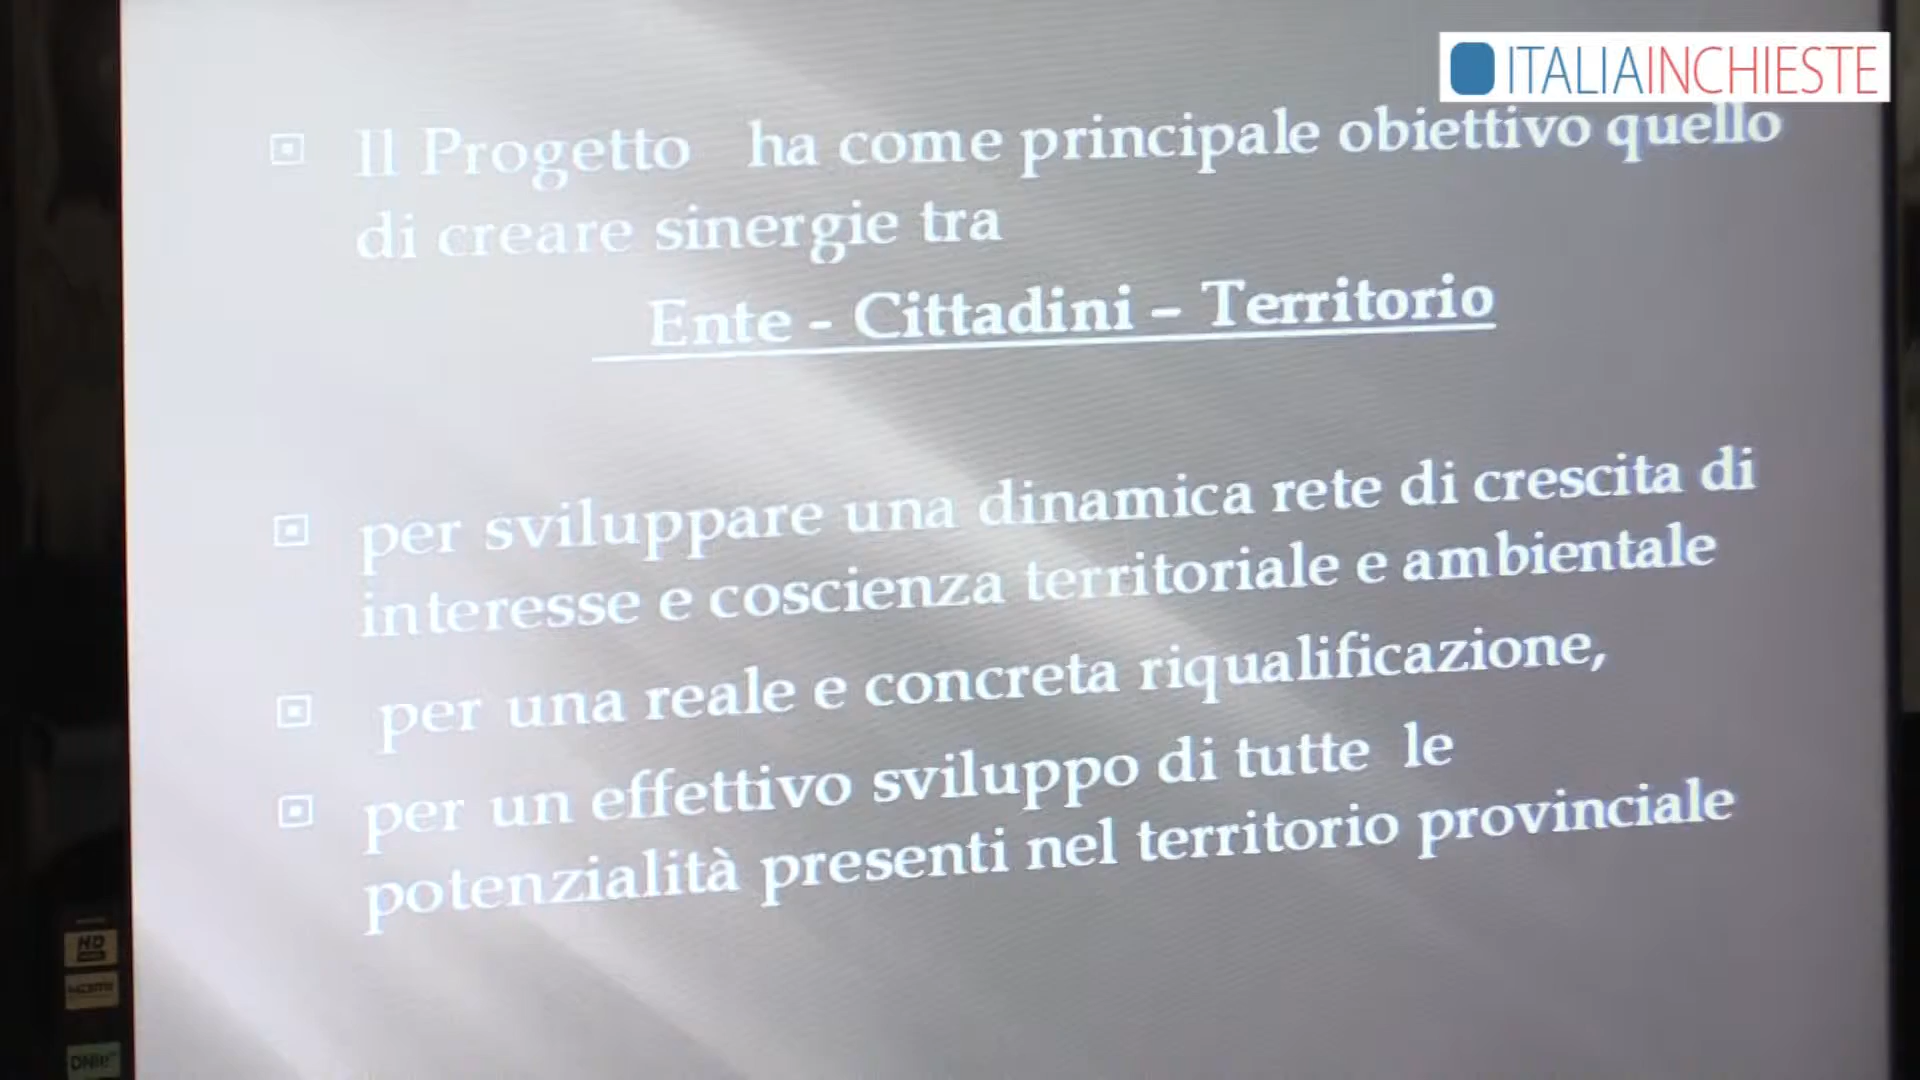 ITALIAINCHIESTE
Il Progetto ha come principale obiettivo quello
di creare sinergie tra
Ente - Cittadini – Territorio
per sviluppare una dinamica rete di crescita di
interesse e coscienza territoriale e ambientale
per una reale e concreta riqualificazione,
per un effettivo sviluppo di tutte le
potenzialità presenti nel territorio provinciale
HD
HDMI